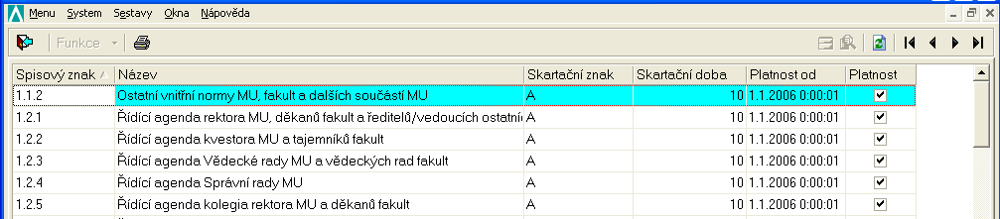 Menu System Sestavy Okna Nápověda
Funkce
Spisový znak Název Skartační znak Skartační doba Platnost od Platnost
1.1.2 Ostatní vnitřní normy MU, fakult a dalších součástí MU A 10 1.1.2006 0:00:01
1.2.1 Řídící agenda rektora MU, děkanů fakult a ředitelů/vedoucích ostatní A 10 1.1.2006 0:00:01
1.2.2 Řídící agenda kvestora MU a tajemníků fakult A 10 1.1.2006 0:00:01
1.2.3 Řídící agenda Vědecké rady MU a vědeckých rad fakult A 10 1.1.2006 0:00:01
1.2.4 Řídící agenda Správní rady MU A 10 1.1.2006 0:00:01
1.2.5 Řídící agenda kolegia rektora MU a děkanů fakult A 10 1.1.2006 0:00:01